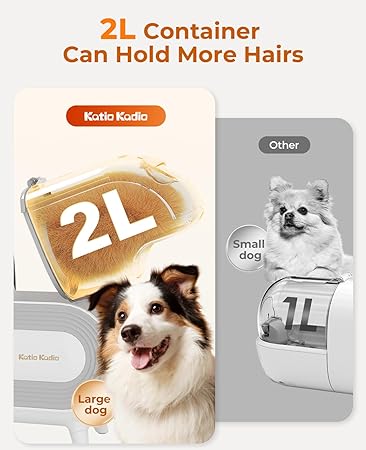 2L Container
Can Hold More Hairs
Katio Kadio
2L
Katio Kadio
Large
dog
Other
Small
dog
1L